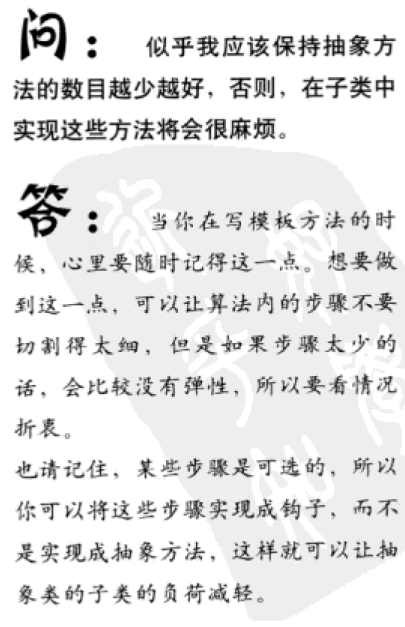 问： 似乎我应该保持抽象方
法的数目越少越好，否则，在子类中
实现这些方法将会很麻烦。
答： 当你在写模板方法的时
候，心里要随时记得这一点。想要做
到这一点，可以让算法内的步骤不要
切割得太细，但是如果步骤太少的
话，会比较没有弹性，所以要看情况
折衷。
也请记住，某些步骤是可选的，所以
你可以将这些步骤实现成钩子，而不
是实现成抽象方法，这样就可以让抽
象类的子类的负荷减轻。